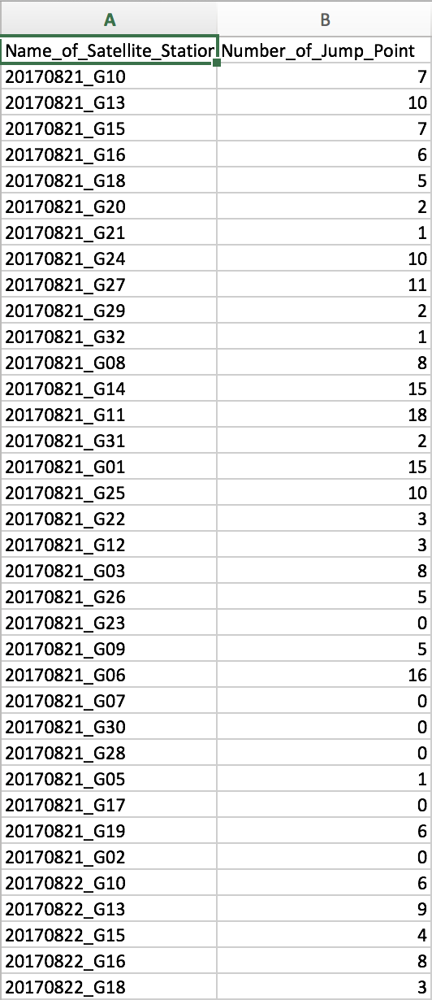 A B
Name_of_Satellite_Station Number_of_Jump_Point
20170821_G10 7
20170821_G13 10
20170821_G15 7
20170821_G16 6
20170821_G18 5
20170821_G20 2
20170821_G21 1
20170821_G24 10
20170821_G27 11
20170821_G29 2
20170821_G32 1
20170821_G08 8
20170821_G14 15
20170821_G11 18
20170821_G31 2
20170821_G01 15
20170821_G25 10
20170821_G22 3
20170821_G12 3
20170821_G03 8
20170821_G26 5
20170821_G23 0
20170821_G09 5
20170821_G06 16
20170821_G07 0
20170821_G30 0
20170821_G28 0
20170821_G05 1
20170821_G17 0
20170821_G19 6
20170821_G02 0
20170822_G10 6
20170822_G13 9
20170822_G15 4
20170822_G16 8
20170822_G18 3